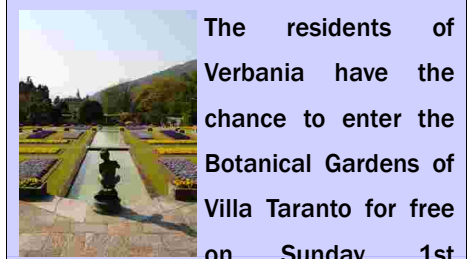 The residents of
Verbania have the
chance to enter the
Botanical Gardens of
Villa Taranto for free
on Sunday 1st